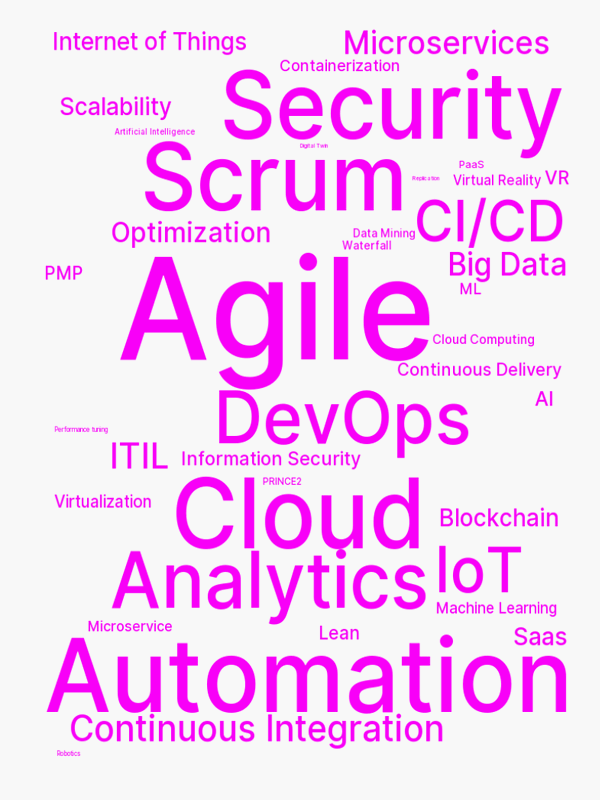 Internet of Things
Microservices
Containerization
Security
Scalability
Artificial Intelligence
Digital Twin
Scrum
PaaS
Replication
Virtual Reality
VR
CI/CD
Optimization
Data Mining
Waterfall
Big Data
PMP
ML
Agile
Cloud Computing
Continuous Delivery
AI
DevOps
Performance tuning
ITIL
Information Security
PRINCE2
Virtualization
Cloud
Blockchain
Analytics
IoT
Machine Learning
Microservice
Lean
Saas
Automation
Continuous Integration
Robotics